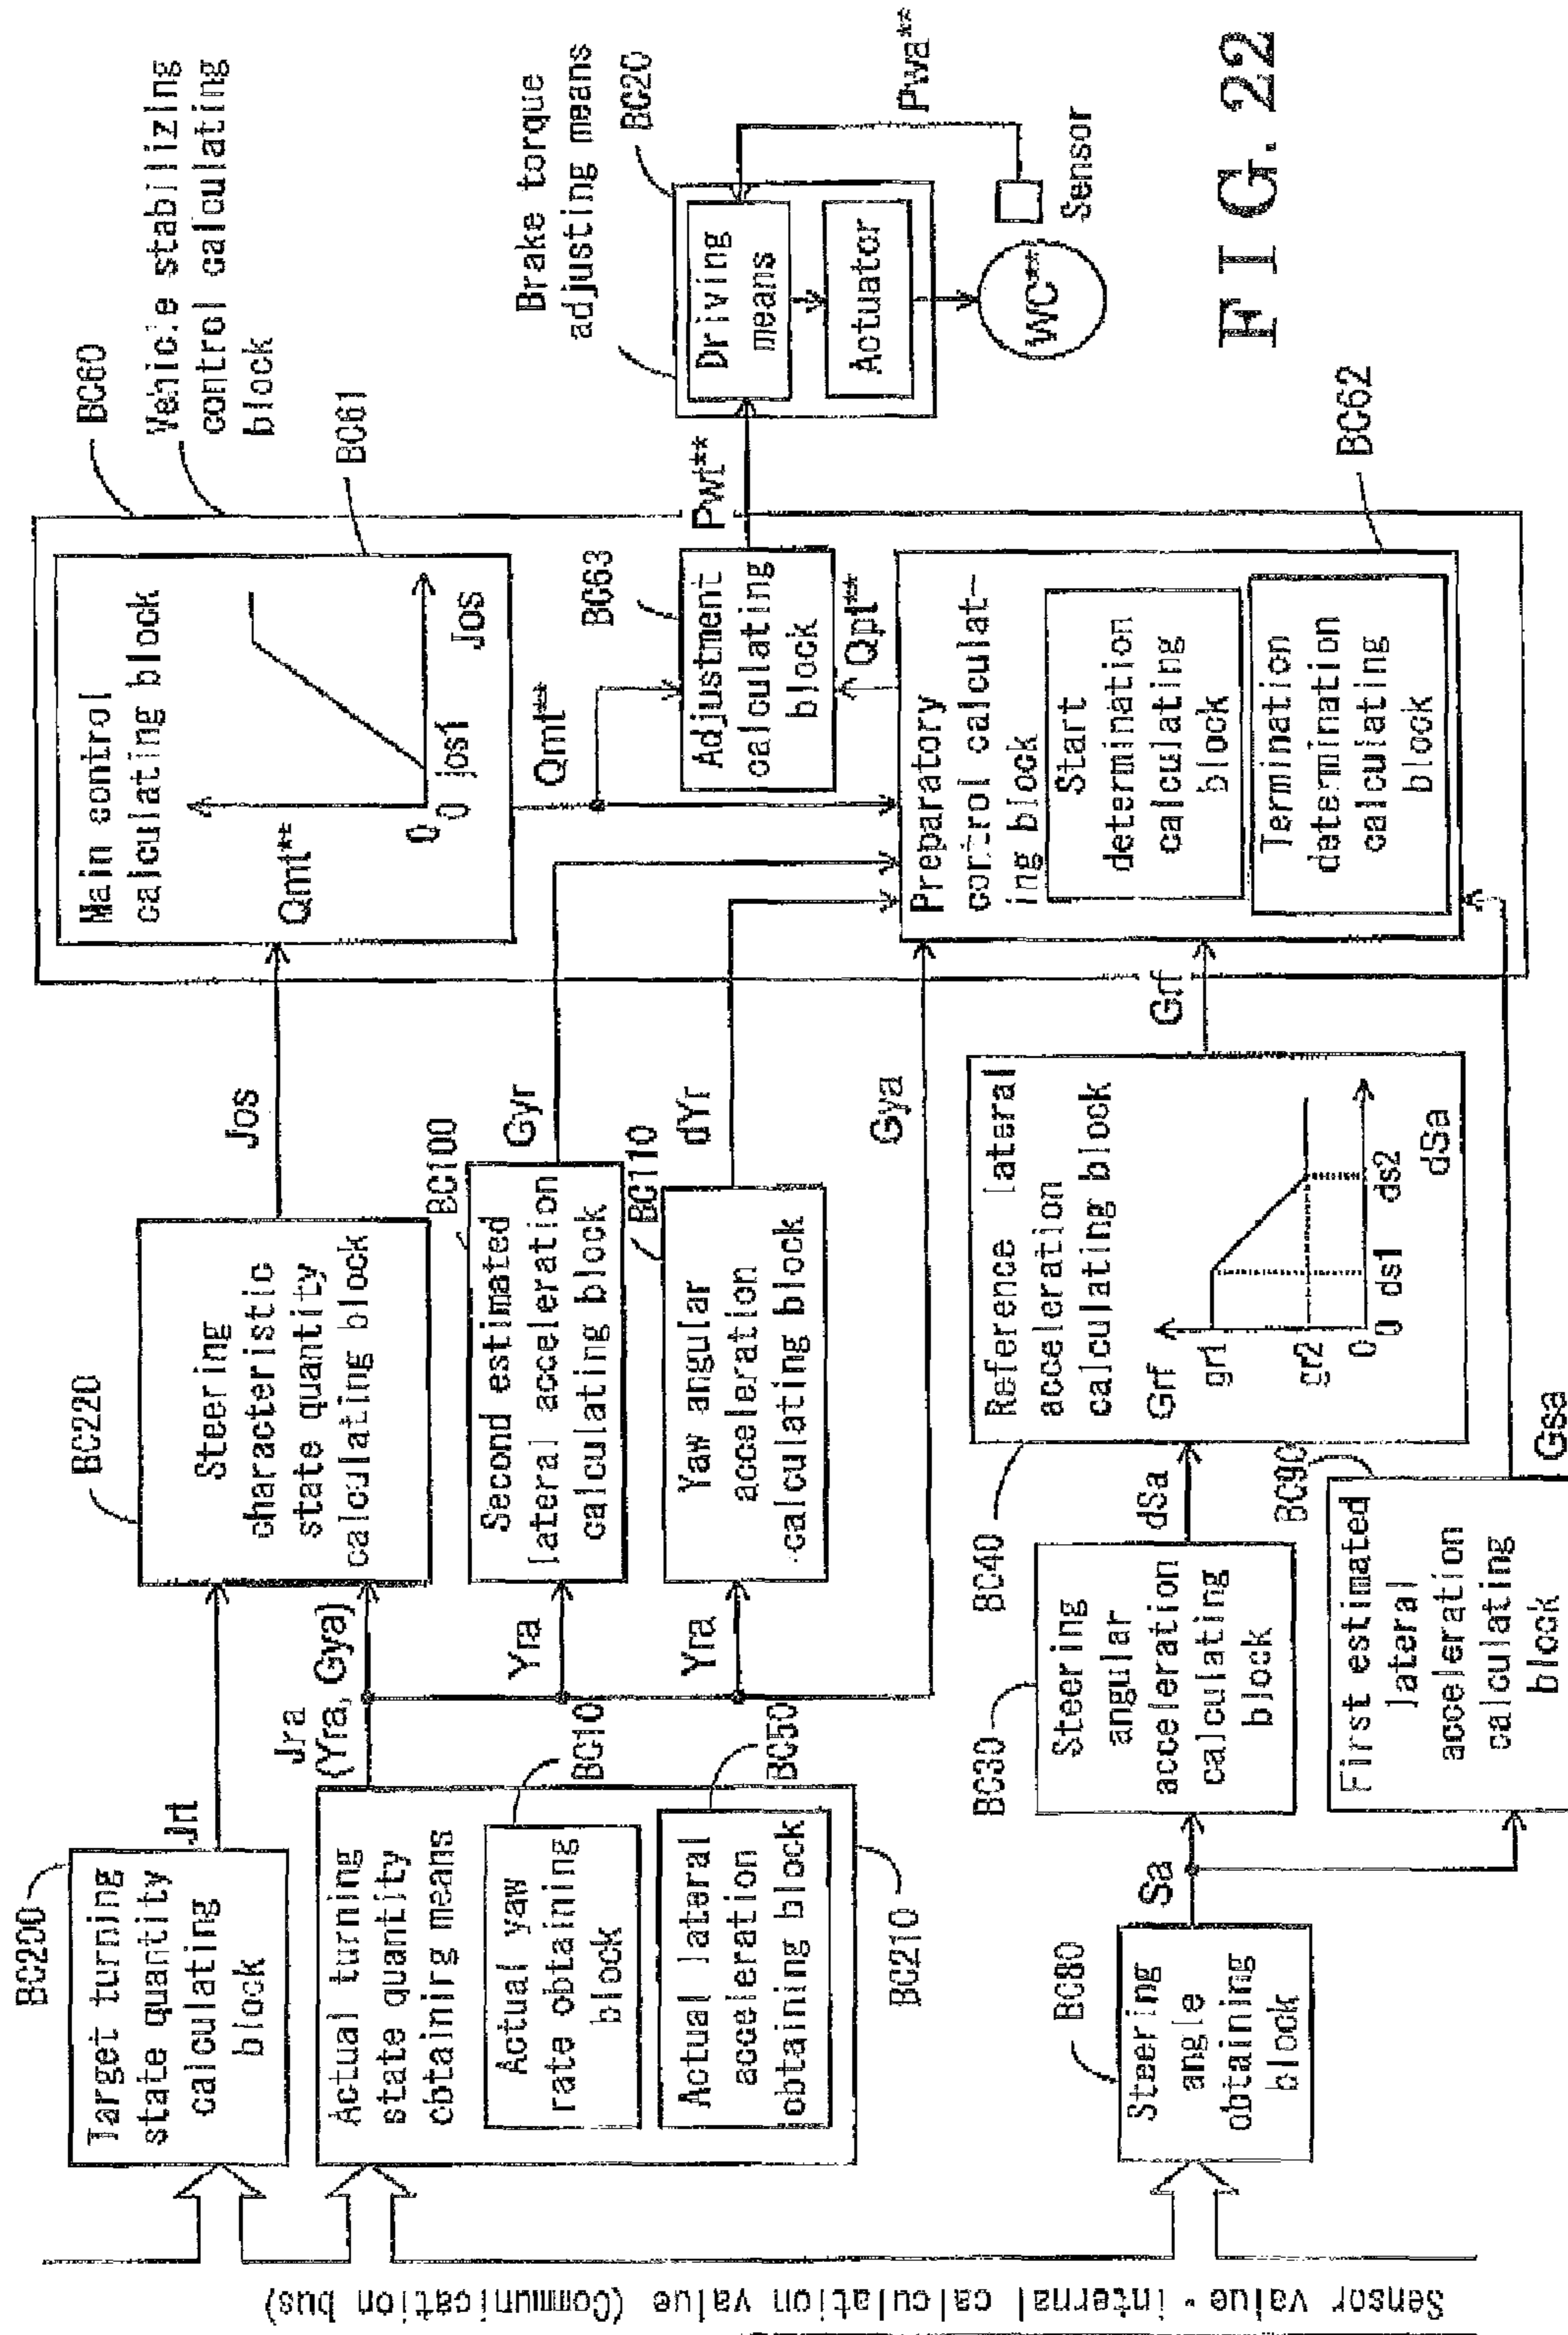 Sensor value・internal calculation value (Communication bus)
BC200
Target turning
state quantity
calculating
block
Jrt
Actual turning
state quantity
obtaining means
Actual yaw
rate obtaining
block
BC10
Actual lateral
acceleration
obtaining block
BC50
BC210
Jra
(Yra, Gya)
BC220
Steering
characteristic
state quantity
calculating block
Jos
Yra
Second estimated
lateral acceleration
calculating block
BC100
Gyr
Yra
Yaw angular
acceleration
calculating block
BC110
dYr
Gya
BC80
Steering
angle
obtaining
block
Sa
BC30
Steering
angular
acceleration
calculating
block
dSa
First estimated
lateral
acceleration
calculating
block
BC90
Gsa
BC40
Reference lateral
acceleration
calculating block
Grf
gr1
gr2
0
0 ds1 ds2
dSa
Grf
BC60
Vehicle stabilizing
control calculating
block
Main control
calculating block
Qmt**
0
0 jos1
Jos
BC61
Qmt**
Adjustment
calculating
block
BC63
Qpt**
Preparatory
control calculat-
ing block
Start
determination
calculating
block
Termination
determination
calculating
block
BC62
Pwt**
Brake torque
adjusting means
BC20
Driving
means
Actuator
WC**
Sensor
Pwa**
FIG. 22